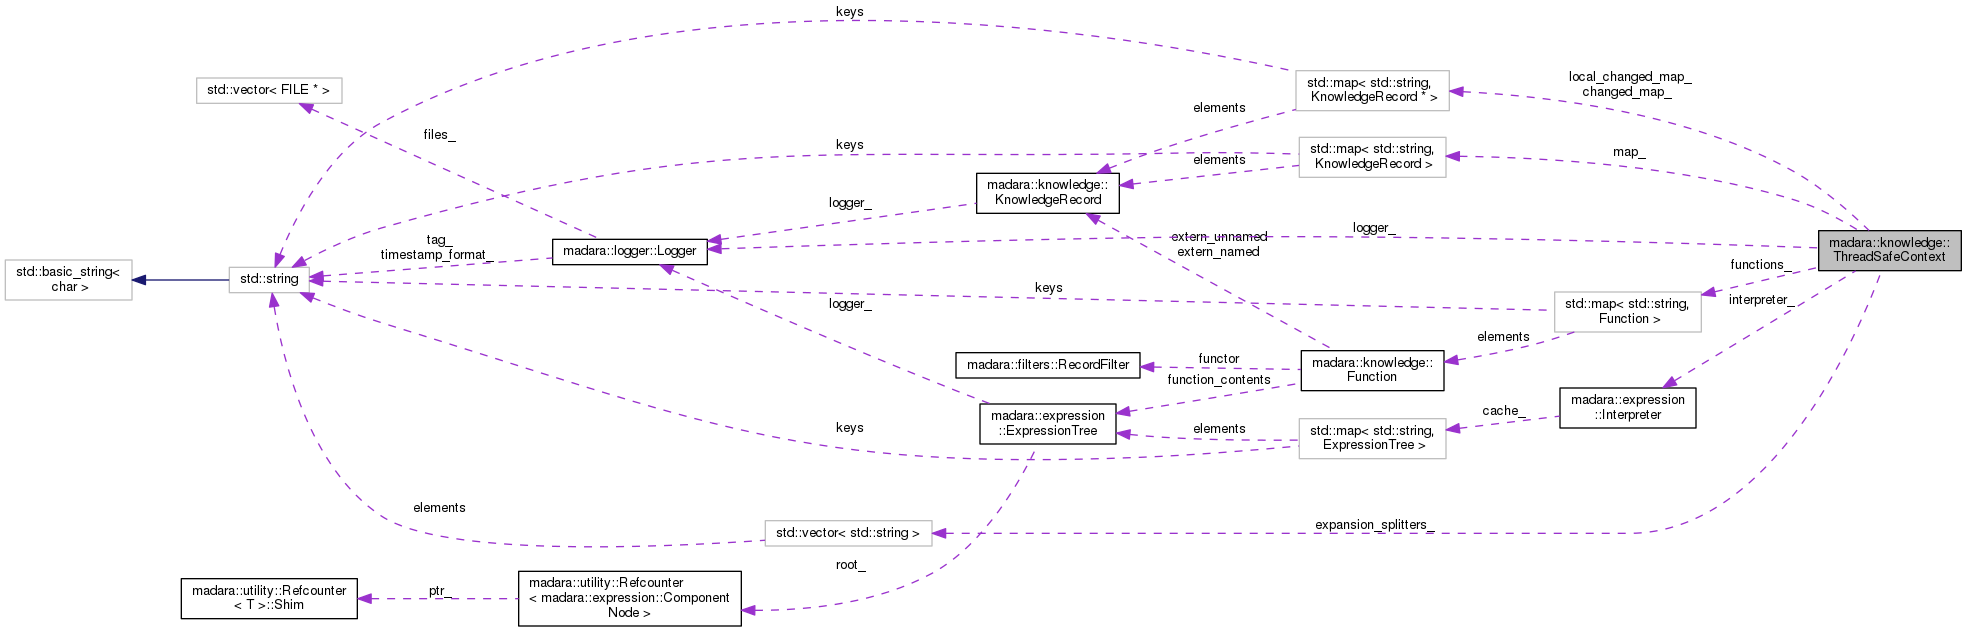 keys
std::vector< FILE * >
files_
std::map< std::string,
KnowledgeRecord * >
local_changed_map_
changed_map_
elements
keys
std::map< std::string,
KnowledgeRecord >
map_
elements
madara::knowledge::
KnowledgeRecord
logger_
extern_unnamed
extern_named
logger_
madara::knowledge::
ThreadSafeContext
madara::logger::Logger
tag_
timestamp_format_
std::basic_string<
char >
std::string
keys
functions_
interpreter_
std::map< std::string,
Function >
logger_
elements
madara::filters::RecordFilter
functor
function_contents
madara::knowledge::
Function
madara::expression
::Interpreter
madara::expression
::ExpressionTree
cache_
elements
std::map< std::string,
ExpressionTree >
keys
elements
std::vector< std::string >
expansion_splitters_
root_
madara::utility::Refcounter
< T >::Shim
ptr_
madara::utility::Refcounter
< madara::expression::Component
Node >